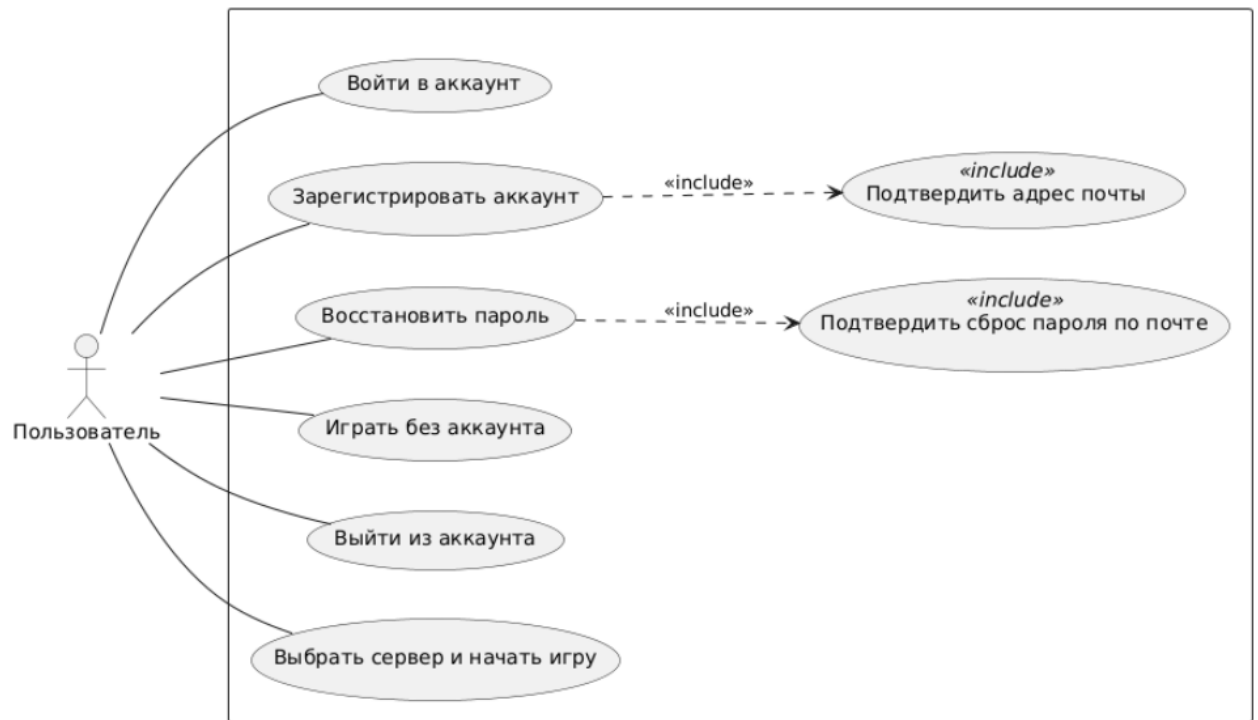 Войти в аккаунт
Зарегистрировать аккаунт
«include»
«include»
Подтвердить адрес почты
Восстановить пароль
«include»
«include»
Подтвердить сброс пароля по почте
Играть без аккаунта
Пользователь
Выйти из аккаунта
Выбрать сервер и начать игру